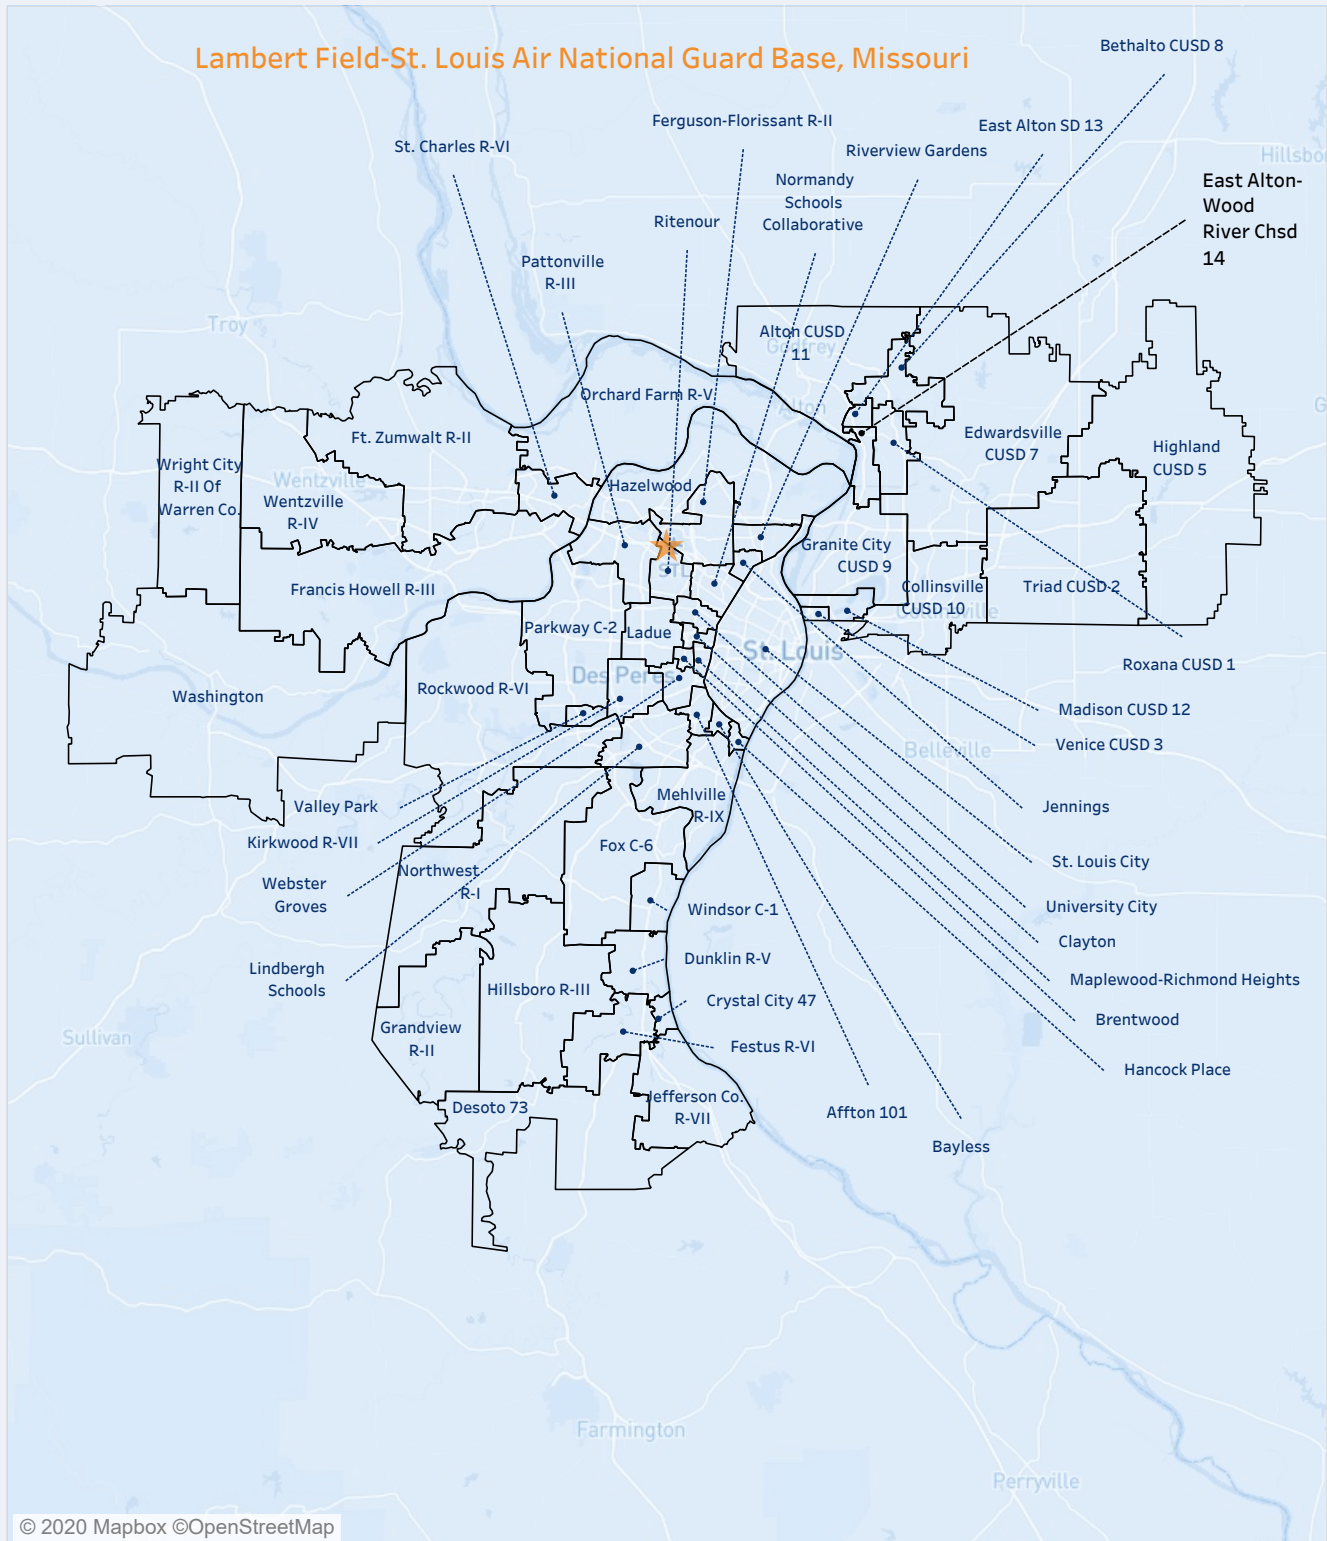 Lambert Field-St. Louis Air National Guard Base, Missouri
Bethalto CUSD 8
Ferguson-Florissant R-II
East Alton SD 13
St. Charles R-VI
Riverview Gardens
Hillsbo
Normandy
Schools
Collaborative
East Alton-
Wood
River Chsd
14
Ritenour
Pattonville
R-III
Troy
Alton CUSD
11
Godfrey
Orchard Farm R-V
Alton
Ft. Zumwalt R-II
Edwardsville
CUSD 7
Highland
CUSD 5
Wright City
R-II Of
Warren Co.
Wentzville
Wentzville
R-IV
Hazelwood
Granite City
CUSD 9
STL
Francis Howell R-III
Collinsville
CUSD 10
Collinsville
Triad CUSD 2
Parkway C-2
Ladue
St. Louis
Roxana CUSD 1
Des Peres
Rockwood R-VI
Washington
Madison CUSD 12
Venice CUSD 3
Belleville
Mehlville
R-IX
Valley Park
Jennings
Kirkwood R-VII
Fox C-6
St. Louis City
Northwest
R-I
Webster
Groves
Windsor C-1
University City
Clayton
Dunklin R-V
Lindbergh
Schools
Maplewood-Richmond Heights
Hillsboro R-III
Crystal City 47
Brentwood
Grandview
R-II
Sullivan
Festus R-VI
Hancock Place
Jefferson Co.
R-VII
Desoto 73
Affton 101
Bayless
Farmington
Perryville
© 2020 Mapbox ©OpenStreetMap